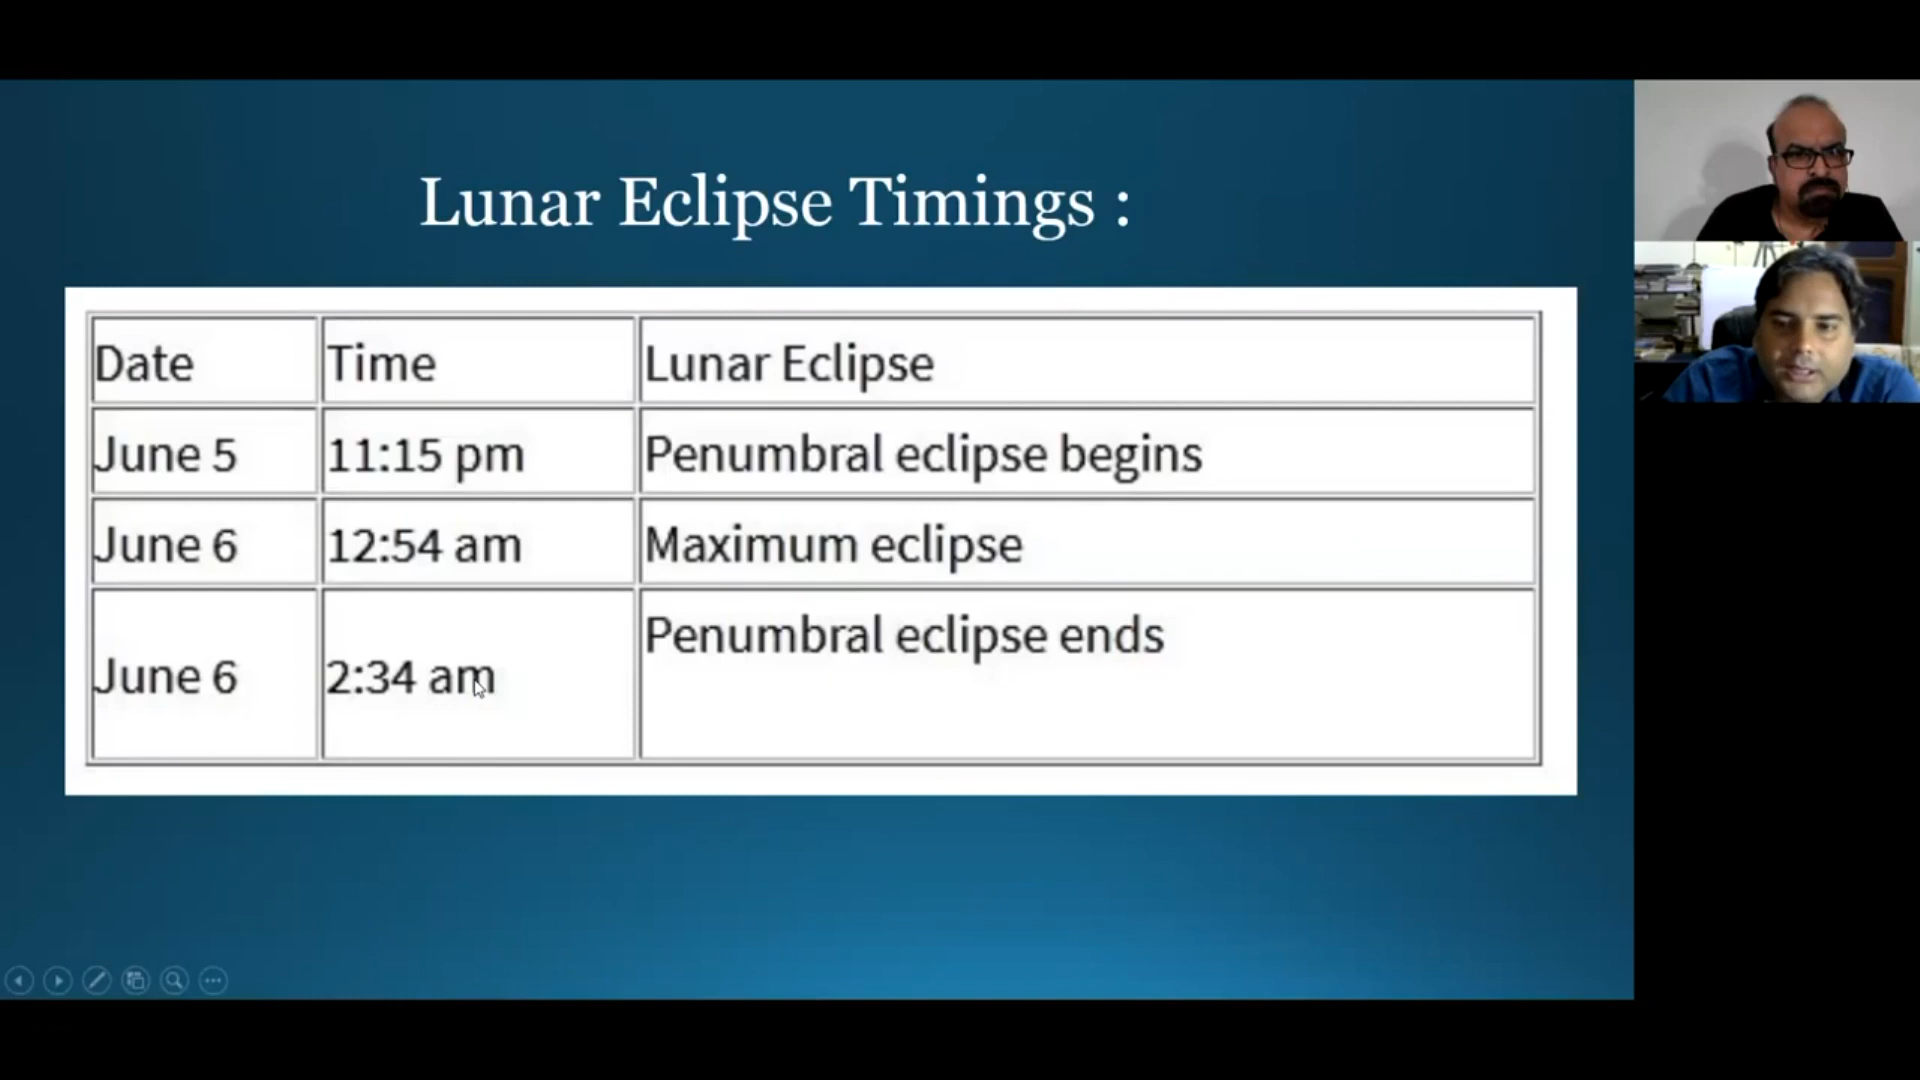 Lunar Eclipse Timings :
Date Time Lunar Eclipse
June 5 11:15 pm Penumbral eclipse begins
June 6 12:54 am Maximum eclipse
June 6 2:34 am Penumbral eclipse ends